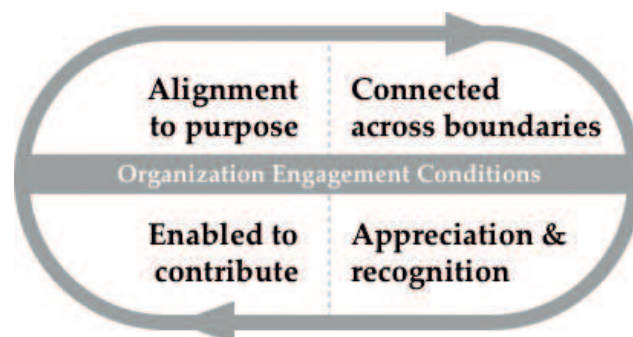 Alignment
to purpose
Connected
across boundaries
Organization Engagement Conditions
Enabled to
contribute
Appreciation &
recognition